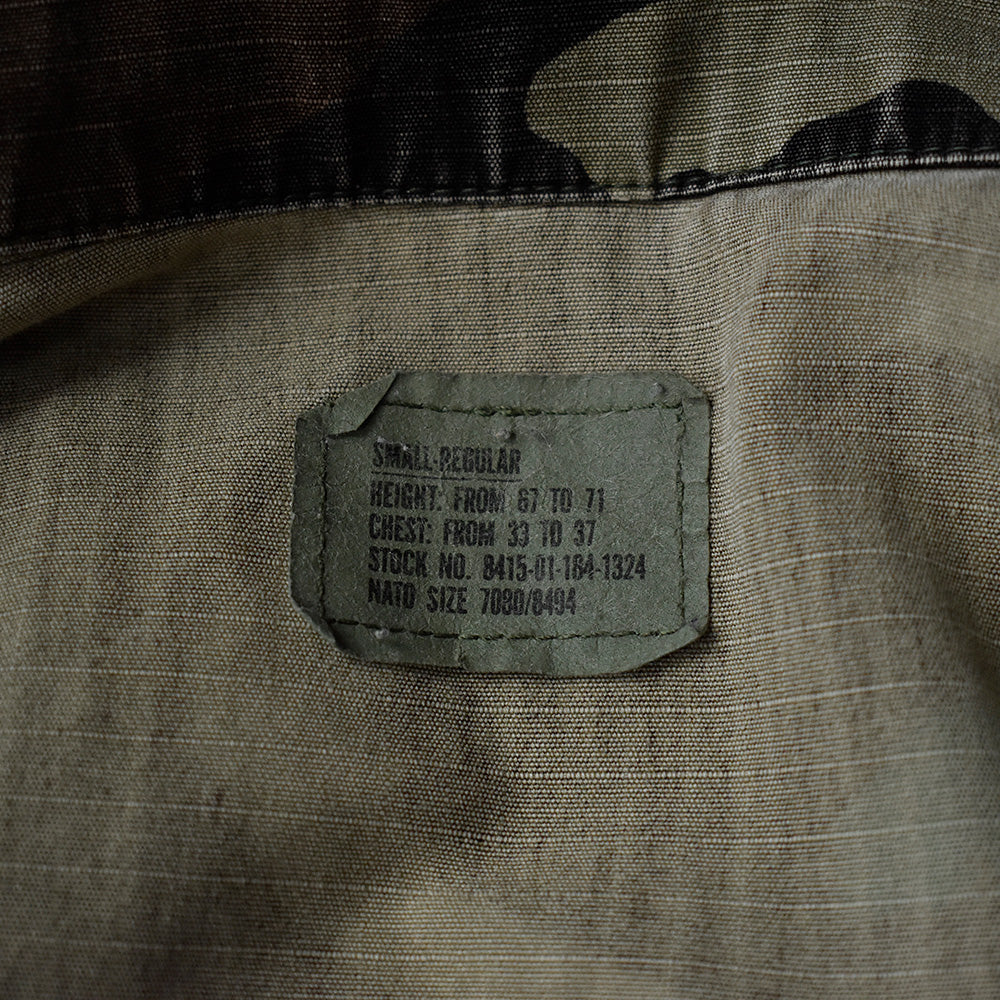 SMALL-REGULAR
HEIGHT: FROM 67 TO 71
CHEST: FROM 33 TO 37
STOCK NO. 8415-01-184-1324
NATO SIZE 7080/8494